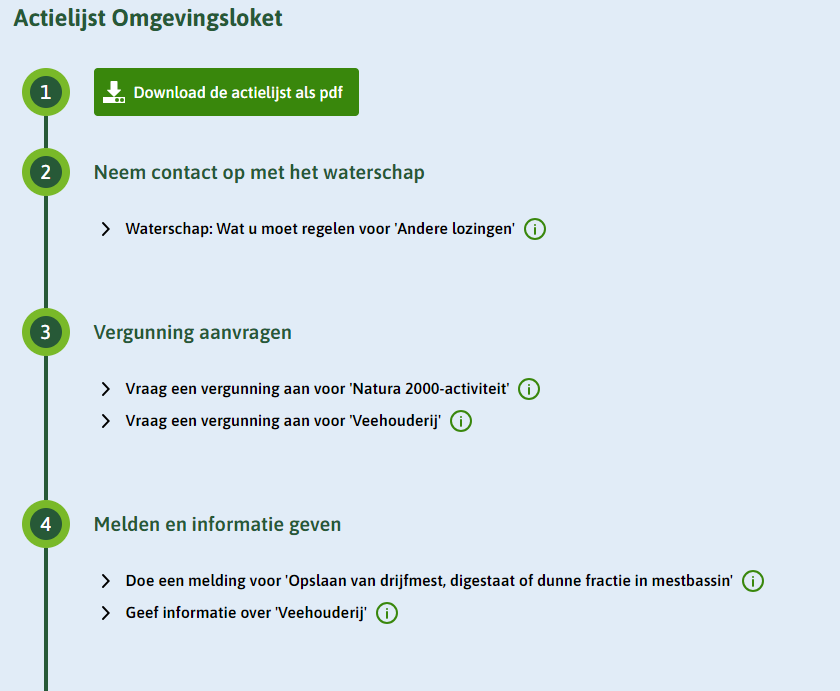 Actielijst Omgevingsloket
1
Download de actielijst als pdf
2
Neem contact op met het waterschap
Waterschap: Wat u moet regelen voor 'Andere lozingen'
3
Vergunning aanvragen
Vraag een vergunning aan voor 'Natura 2000-activiteit'
Vraag een vergunning aan voor 'Veehouderij'
4
Melden en informatie geven
Doe een melding voor 'Opslaan van drijfmest, digestaat of dunne fractie in mestbassin'
Geef informatie over 'Veehouderij'